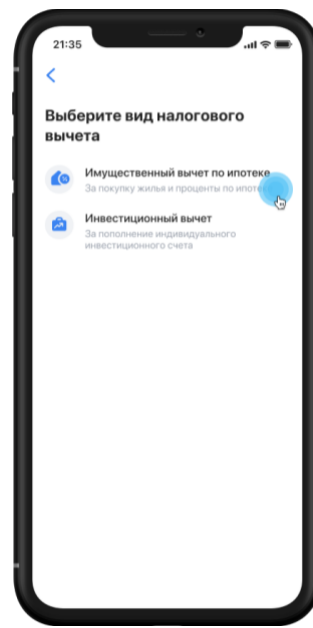 21:35
Выберите вид налогового
вычета
Имущественный вычет по ипотеке
За покупку жилья и проценты по
Инвестиционный вычет
За пополнение индивидуального
инвестиционного счета